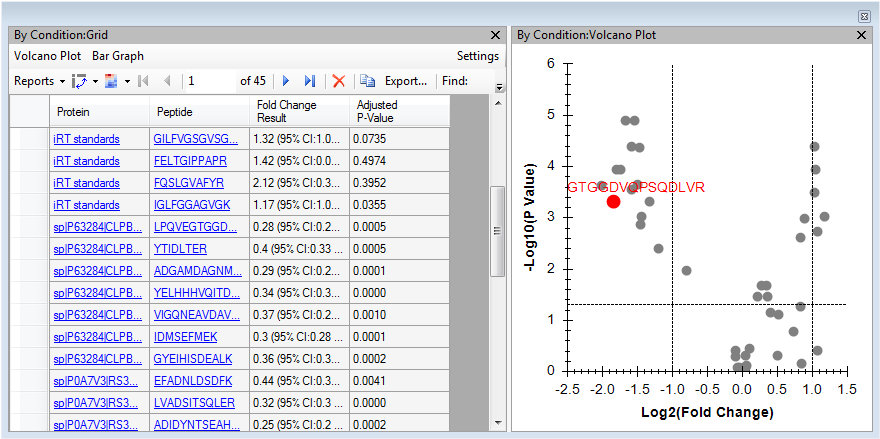 By Condition:Grid
Volcano Plot Bar Graph Settings
Reports 1 of 45 Export... Find:
Protein Peptide Fold Change Result Adjusted P-Value
iRT standards GILFVGSGVSG... 1.32 (95% CI:1.0... 0.0735
iRT standards FELTGIPPAPR 1.42 (95% CI:0.0... 0.4974
iRT standards FQSLGVAFYR 2.12 (95% CI:0.3... 0.3952
iRT standards IGLFGGAGVGK 1.17 (95% CI:1.0... 0.0355
sp|P63284|CLPB... LPQVEGTGGD... 0.28 (95% CI:0.2... 0.0005
sp|P63284|CLPB... YTIDLTER 0.4 (95% CI:0.33 ... 0.0005
sp|P63284|CLPB... ADGAMDAGNM... 0.29 (95% CI:0.2... 0.0001
sp|P63284|CLPB... YELHHHVQITD... 0.34 (95% CI:0.3... 0.0000
sp|P63284|CLPB... VIGQNEAVDAV... 0.37 (95% CI:0.2... 0.0010
sp|P63284|CLPB... IDMSEFMEK 0.3 (95% CI:0.28 ... 0.0001
sp|P63284|CLPB... GYEIHISDEALK 0.36 (95% CI:0.3... 0.0002
sp|P0A7V3|RS3... EFADNLDSDFK 0.44 (95% CI:0.3... 0.0041
sp|P0A7V3|RS3... LVADSITSQLER 0.32 (95% CI:0.3 ... 0.0000
sp|P0A7V3|RS3... ADIDYNTSEAH... 0.25 (95% CI:0.2 ... 0.0002
By Condition:Volcano Plot
-Log10(P Value)
6
5
4
3
2
1
0
GTGGDVQPSQDLVR
-2.5 -2.0 -1.5 -1.0 -0.5 0.0 0.5 1.0 1.5
Log2(Fold Change)